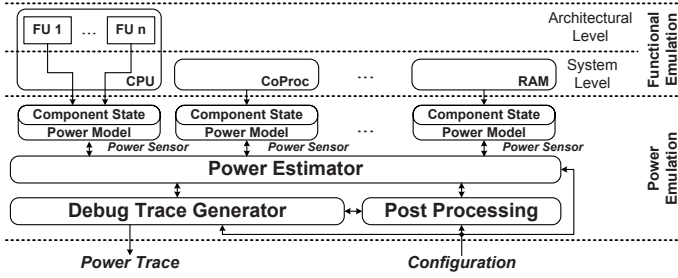 FU 1 ... FU n
Architectural
Level
Functional
Emulation
CPU
CoProc
...
RAM
System
Level
Component State
Power Model
Component State
Power Model
...
Component State
Power Model
Power Sensor
Power Sensor
Power Sensor
Power Estimator
Power
Emulation
Debug Trace Generator
Post Processing
Power Trace
Configuration